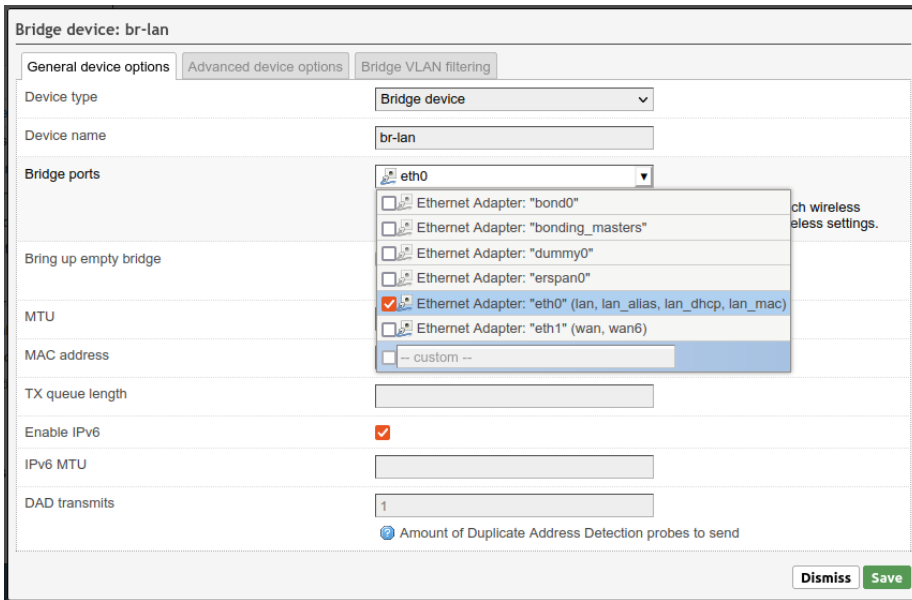 Bridge device: br-lan
General device options Advanced device options Bridge VLAN filtering
Device type Bridge device
Device name br-lan
Bridge ports eth0
Ethernet Adapter: "bond0"
ch wireless
Ethernet Adapter: "bonding_masters"
eless settings.
Ethernet Adapter: "dummy0"
Bring up empty bridge
Ethernet Adapter: "erspan0"
Ethernet Adapter: "eth0" (lan, lan_alias, lan_dhcp, lan_mac)
MTU
Ethernet Adapter: "eth1" (wan, wan6)
MAC address
-- custom --
TX queue length
Enable IPv6
IPv6 MTU
DAD transmits 1
Amount of Duplicate Address Detection probes to send
Dismiss Save